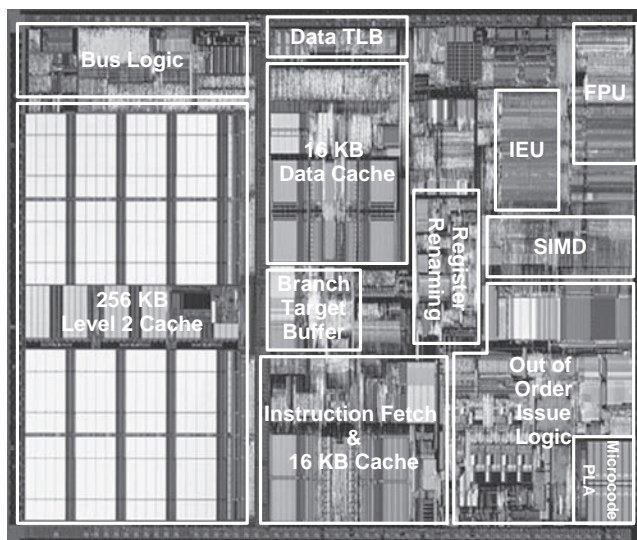 Bus Logic
Data TLB
FPU
16 KB
Data Cache
IEU
Register
Renaming
SIMD
256 KB
Level 2 Cache
Branch
Target
Buffer
Out of
Order
Issue
Logic
Instruction Fetch
&
16 KB Cache
Microcode
PLA